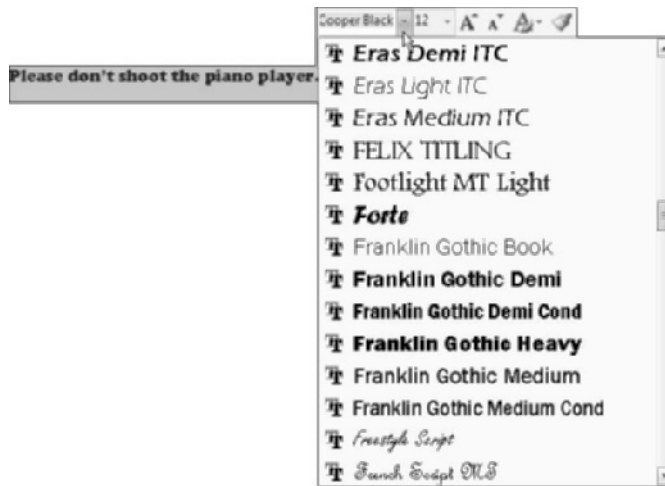 Cooper Black 12
Please don't shoot the piano player.
Eras Demi ITC
Eras Light ITC
Eras Medium ITC
FELIX TITLING
Footlight MT Light
Forte
Franklin Gothic Book
Franklin Gothic Demi
Franklin Gothic Demi Cond
Franklin Gothic Heavy
Franklin Gothic Medium
Franklin Gothic Medium Cond
Freestyle Script
French Script MT